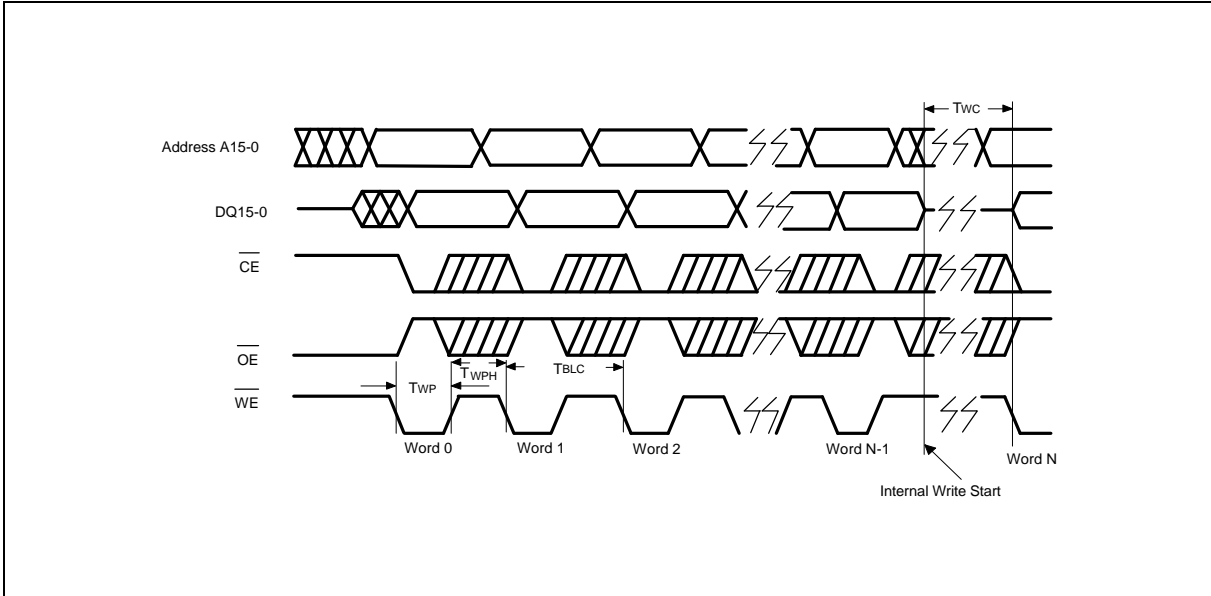 TWC
Address A15-0
DQ15-0
CE
OE
TWP
TWPH
TBLC
WE
Word 0
Word 1
Word 2
Word N-1
Word N
Internal Write Start